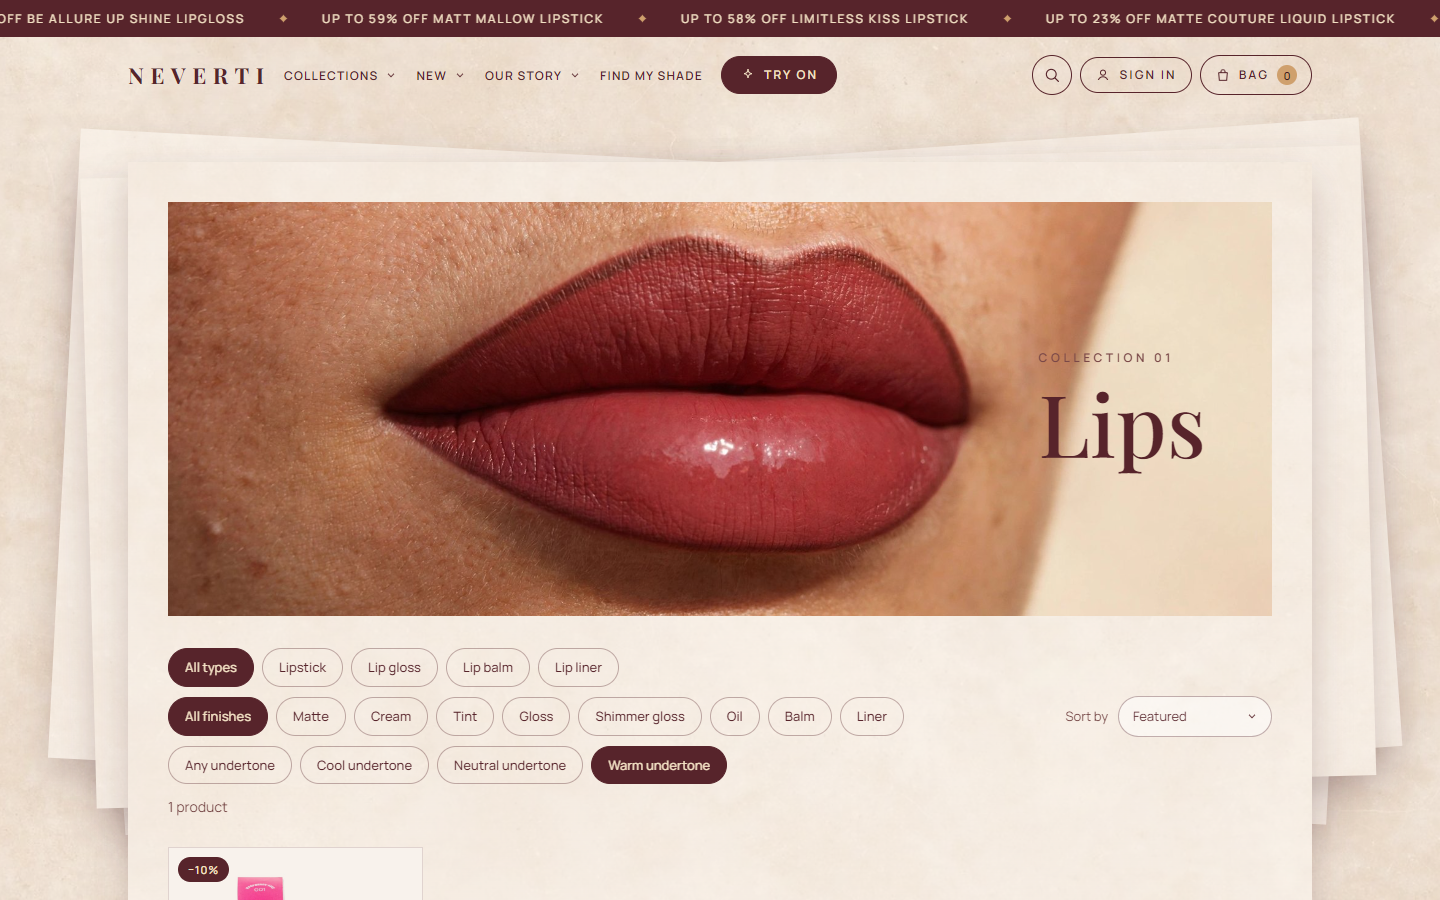 OFF BE ALLURE UP SHINE LIPGLOSS ◆ UP TO 59% OFF MATT MALLOW LIPSTICK ◆ UP TO 58% OFF LIMITLESS KISS LIPSTICK ◆ UP TO 23% OFF MATTE COUTURE LIQUID LIPSTICK ◆
NEVERTI COLLECTIONS NEW OUR STORY FIND MY SHADE TRY ON SIGN IN BAG 0
COLLECTION 01
Lips
All types Lipstick Lip gloss Lip balm Lip liner
All finishes Matte Cream Tint Gloss Shimmer gloss Oil Balm Liner Sort by Featured
Any undertone Cool undertone Neutral undertone Warm undertone
1 product
−10%